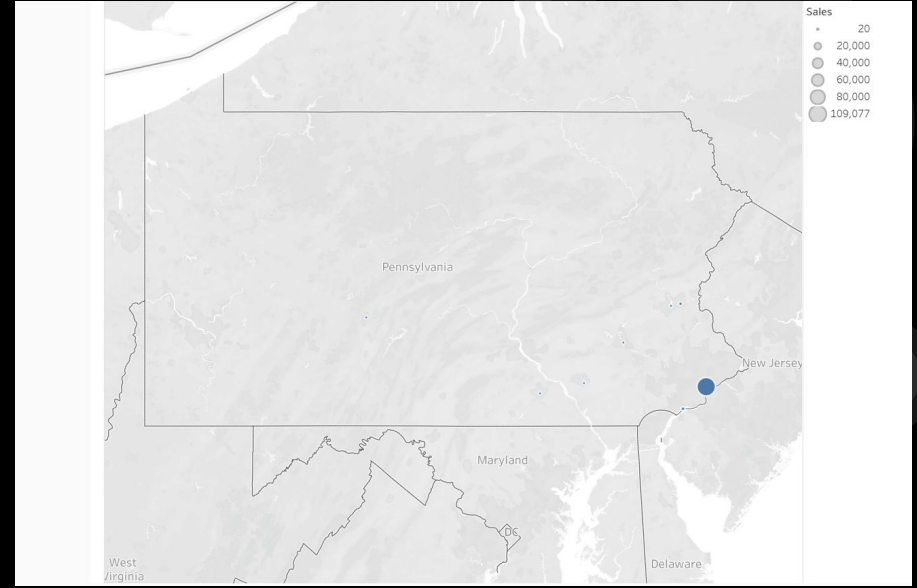 Sales
20
20,000
40,000
60,000
80,000
109,077
Pennsylvania
New Jersey
Maryland
DC
West
Virginia
Delaware